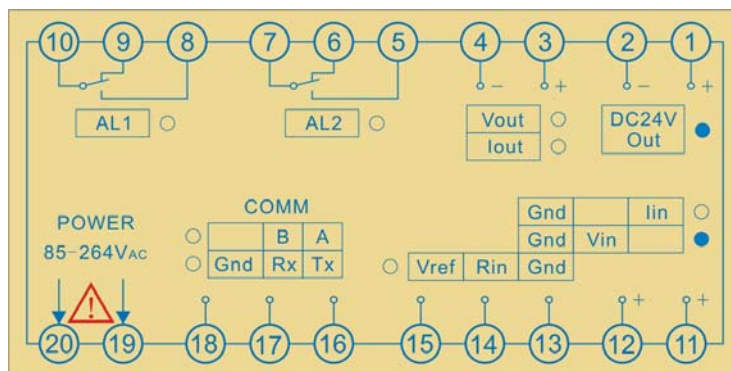 10 9 8 7 6 5 4 3 2 1
- + - +
AL1 AL2 Vout DC24V
Iout Out
COMM
POWER
85-264VAC
Gnd Iin
B A
Gnd Vin
Gnd Rx Tx
Vref Rin Gnd
+ +
20 19 18 17 16 15 14 13 12 11